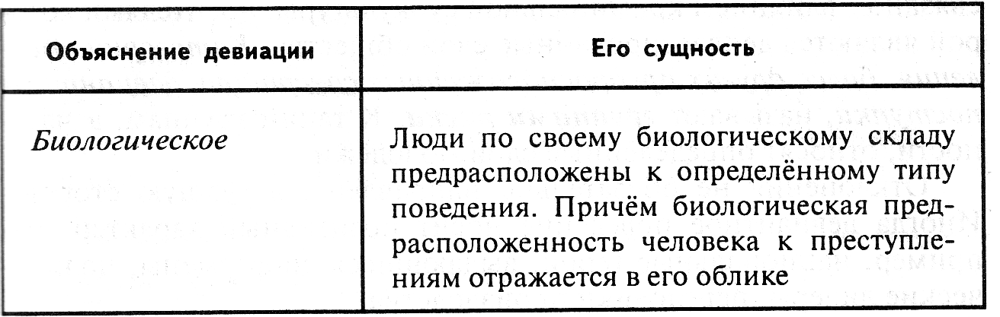 Объяснение девиации
Его сущность
Биологическое
Люди по своему биологическому складу
предрасположены к определённому типу
поведения. Причём биологическая пред-
расположенность человека к преступле-
ниям отражается в его облике